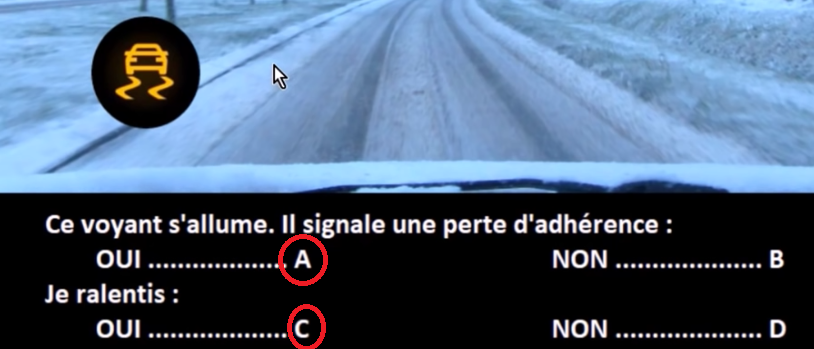 Ce voyant s'allume. Il signale une perte d'adhérence :
OUI ................... A NON .................... B
Je ralentis :
OUI ................... C NON .................... D